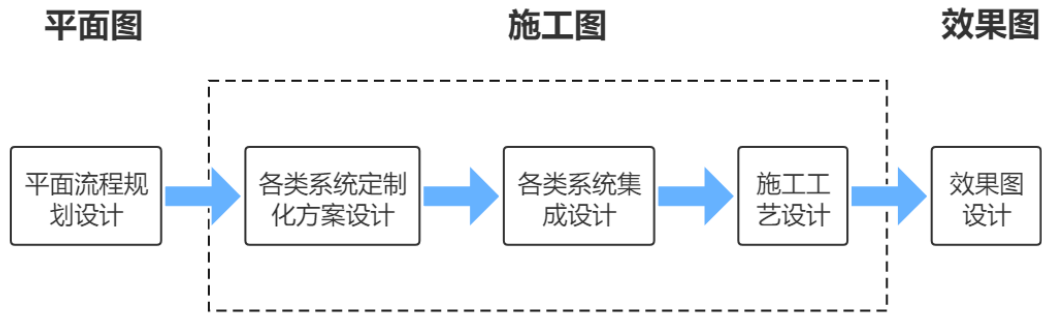 平面图
施工图
效果图
平面流程规
划设计
各类系统定制
化方案设计
各类系统集
成设计
施工工
艺设计
效果图
设计